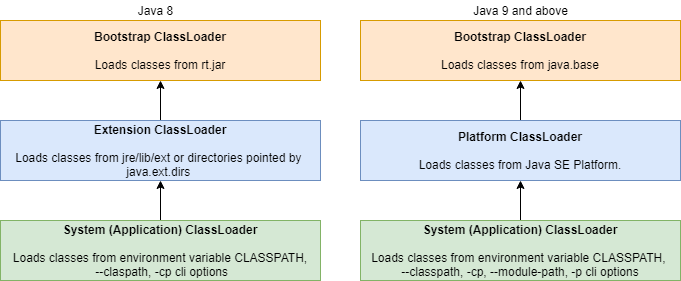 Java 8
Bootstrap ClassLoader
Loads classes from rt.jar
Extension ClassLoader
Loads classes from jre/lib/ext or directories pointed by
java.ext.dirs
System (Application) ClassLoader
Loads classes from environment variable CLASSPATH,
--claspath, -cp cli options
Java 9 and above
Bootstrap ClassLoader
Loads classes from java.base
Platform ClassLoader
Loads classes from Java SE Platform.
System (Application) ClassLoader
Loads classes from environment variable CLASSPATH,
--classpath, -cp, --module-path, -p cli options